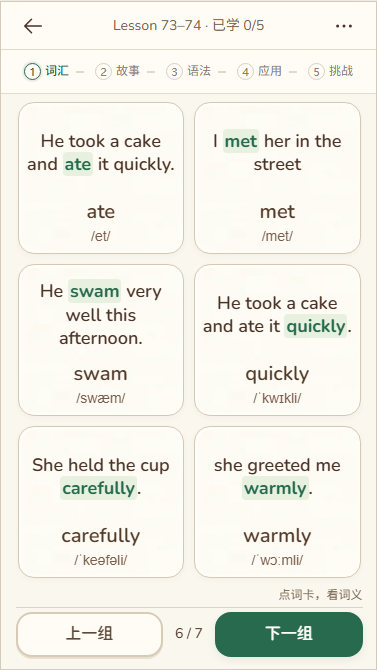 Lesson 73–74 · 已学 0/5
1 词汇 – 2 故事 – 3 语法 – 4 应用 – 5 挑战
He took a cake
and ate it quickly.
ate
/et/
I met her in the
street
met
/met/
He swam very
well this
afternoon.
swam
/swæm/
He took a cake
and ate it quickly.
quickly
/ˈkwɪkli/
She held the cup
carefully.
carefully
/ˈkeəfəli/
she greeted me
warmly.
warmly
/ˈwɔːmli/
点词卡，看词义
上一组
6 / 7
下一组